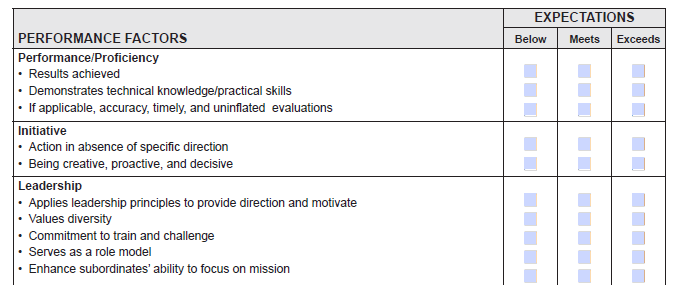 EXPECTATIONS
PERFORMANCE FACTORS Below Meets Exceeds
Performance/Proficiency
• Results achieved
• Demonstrates technical knowledge/practical skills
• If applicable, accuracy, timely, and uninflated evaluations
Initiative
• Action in absence of specific direction
• Being creative, proactive, and decisive
Leadership
• Applies leadership principles to provide direction and motivate
• Values diversity
• Commitment to train and challenge
• Serves as a role model
• Enhance subordinates' ability to focus on mission